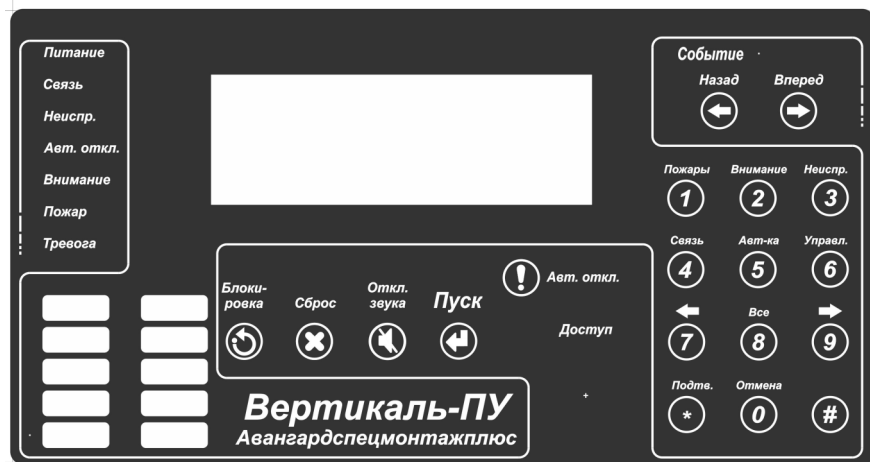 Питание
Связь
Неиспр.
Авт. откл.
Внимание
Пожар
Тревога
Событие
Назад Вперед
Пожары Внимание Неиспр.
1 2 3
Связь Авт-ка Управл.
4 5 6
Все
7 8 9
Подтв. Отмена
* 0 #
! Авт. откл.
Доступ
Блоки-
ровка
Сброс
Откл.
звука
Пуск
Вертикаль-ПУ
Авангардспецмонтажплюс